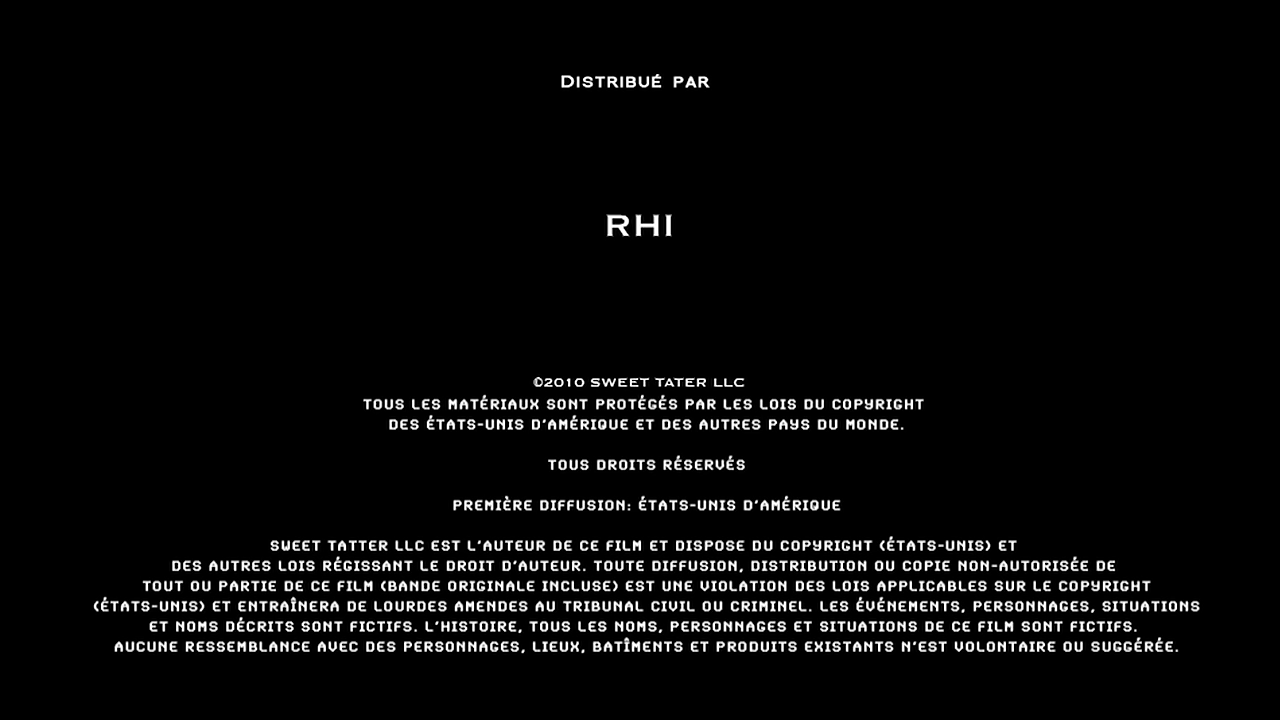 Distribué par
RHI
©2010 SWEET TATER LLC
TOUS LES MATÉRIAUX SONT PROTÉGÉS PAR LES LOIS DU COPYRIGHT
DES ÉTATS-UNIS D'AMÉRIQUE ET DES AUTRES PAYS DU MONDE.
TOUS DROITS RÉSERVÉS
PREMIÈRE DIFFUSION: ÉTATS-UNIS D'AMÉRIQUE
SWEET TATTER LLC EST L'AUTEUR DE CE FILM ET DISPOSE DU COPYRIGHT (ÉTATS-UNIS) ET
DES AUTRES LOIS RÉGISSANT LE DROIT D'AUTEUR. TOUTE DIFFUSION, DISTRIBUTION OU COPIE NON-AUTORISÉE DE
TOUT OU PARTIE DE CE FILM (BANDE ORIGINALE INCLUSE) EST UNE VIOLATION DES LOIS APPLICABLES SUR LE COPYRIGHT
(ÉTATS-UNIS) ET ENTRAÎNERA DE LOURDES AMENDES AU TRIBUNAL CIVIL OU CRIMINEL. LES ÉVÉNEMENTS, PERSONNAGES, SITUATIONS
ET NOMS DÉCRITS SONT FICTIFS. L'HISTOIRE, TOUS LES NOMS, PERSONNAGES ET SITUATIONS DE CE FILM SONT FICTIFS.
AUCUNE RESSEMBLANCE AVEC DES PERSONNAGES, LIEUX, BATÎMENTS ET PRODUITS EXISTANTS N'EST VOLONTAIRE OU SUGGÉRÉE.